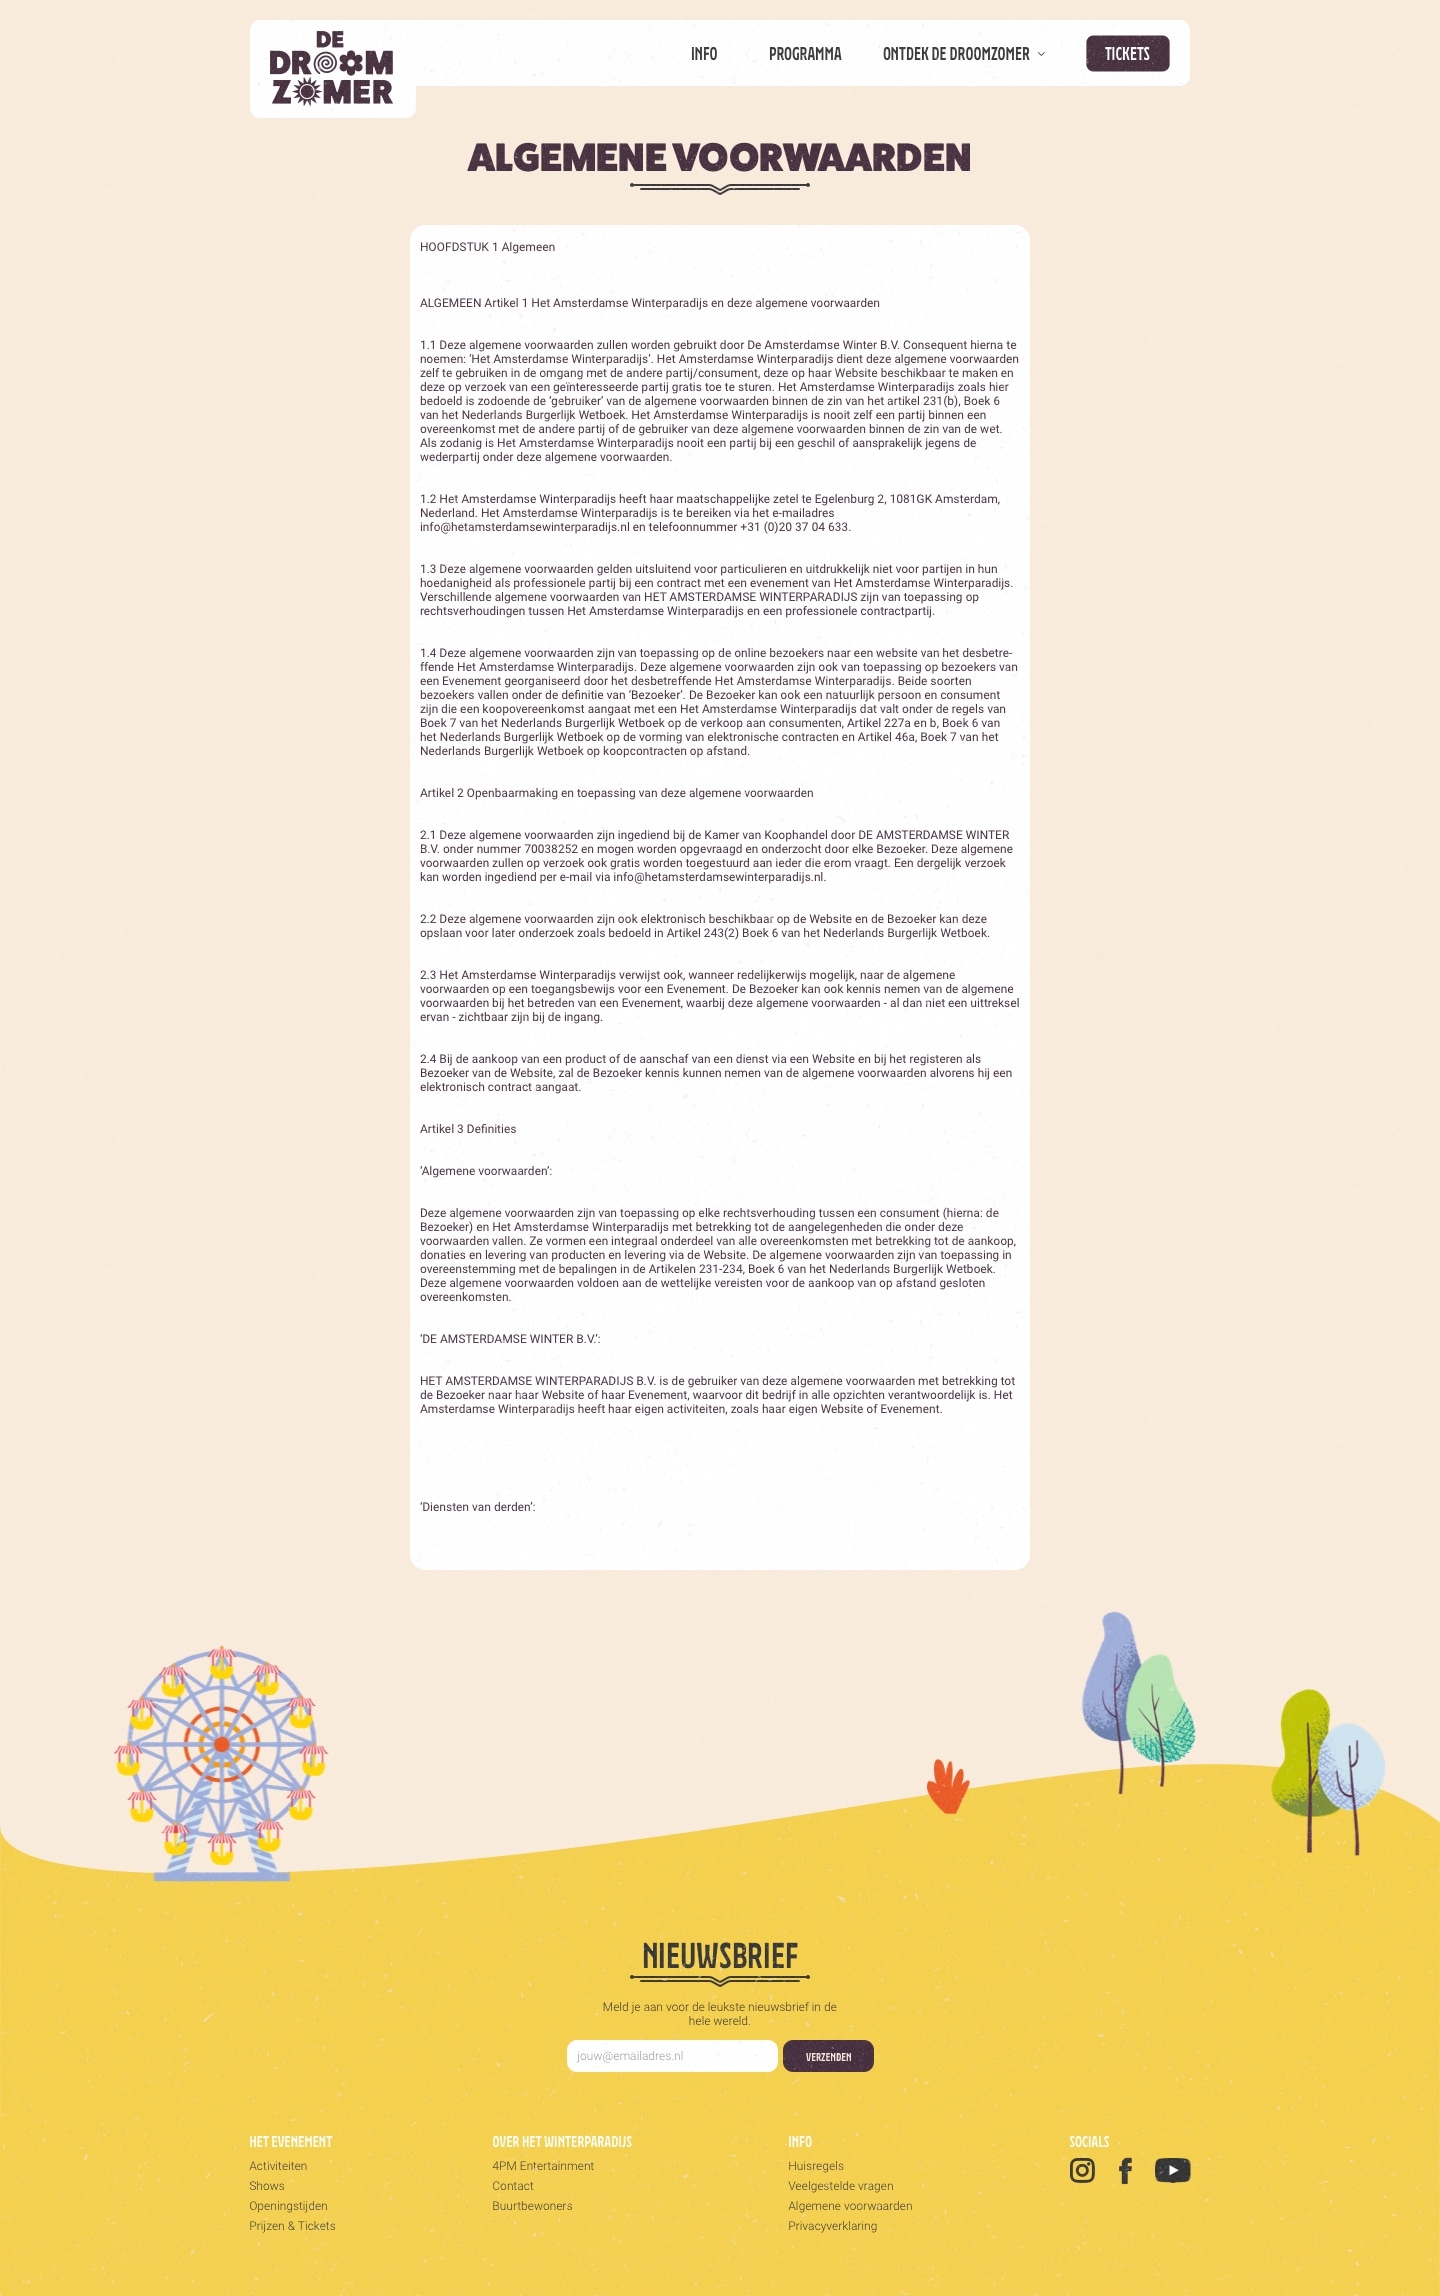 DE
DROOM
ZOMER
INFO PROGRAMMA ONTDEK DE DROOMZOMER TICKETS
ALGEMENE VOORWAARDEN
HOOFDSTUK 1 Algemeen
ALGEMEEN Artikel 1 Het Amsterdamse Winterparadijs en deze algemene voorwaarden
1.1 Deze algemene voorwaarden zullen worden gebruikt door De Amsterdamse Winter B.V. Consequent hierna te
noemen: ‘Het Amsterdamse Winterparadijs’. Het Amsterdamse Winterparadijs dient deze algemene voorwaarden
zelf te gebruiken in de omgang met de andere partij/consument, deze op haar Website beschikbaar te maken en
deze op verzoek van een geïnteresseerde partij gratis toe te sturen. Het Amsterdamse Winterparadijs zoals hier
bedoeld is zodoende de ‘gebruiker’ van de algemene voorwaarden binnen de zin van het artikel 231(b), Boek 6
van het Nederlands Burgerlijk Wetboek. Het Amsterdamse Winterparadijs is nooit zelf een partij binnen een
overeenkomst met de andere partij of de gebruiker van deze algemene voorwaarden binnen de zin van de wet.
Als zodanig is Het Amsterdamse Winterparadijs nooit een partij bij een geschil of aansprakelijk jegens de
wederpartij onder deze algemene voorwaarden.
1.2 Het Amsterdamse Winterparadijs heeft haar maatschappelijke zetel te Egelenburg 2, 1081GK Amsterdam,
Nederland. Het Amsterdamse Winterparadijs is te bereiken via het e-mailadres
info@hetamsterdamsewinterparadijs.nl en telefoonnummer +31 (0)20 37 04 633.
1.3 Deze algemene voorwaarden gelden uitsluitend voor particulieren en uitdrukkelijk niet voor partijen in hun
hoedanigheid als professionele partij bij een contract met een evenement van Het Amsterdamse Winterparadijs.
Verschillende algemene voorwaarden van HET AMSTERDAMSE WINTERPARADIJS zijn van toepassing op
rechtsverhoudingen tussen Het Amsterdamse Winterparadijs en een professionele contractpartij.
1.4 Deze algemene voorwaarden zijn van toepassing op de online bezoekers naar een website van het desbetre-
ffende Het Amsterdamse Winterparadijs. Deze algemene voorwaarden zijn ook van toepassing op bezoekers van
een Evenement georganiseerd door het desbetreffende Het Amsterdamse Winterparadijs. Beide soorten
bezoekers vallen onder de definitie van ‘Bezoeker’. De Bezoeker kan ook een natuurlijk persoon en consument
zijn die een koopovereenkomst aangaat met een Het Amsterdamse Winterparadijs dat valt onder de regels van
Boek 7 van het Nederlands Burgerlijk Wetboek op de verkoop aan consumenten, Artikel 227a en b, Boek 6 van
het Nederlands Burgerlijk Wetboek op de vorming van elektronische contracten en Artikel 46a, Boek 7 van het
Nederlands Burgerlijk Wetboek op koopcontracten op afstand.
Artikel 2 Openbaarmaking en toepassing van deze algemene voorwaarden
2.1 Deze algemene voorwaarden zijn ingediend bij de Kamer van Koophandel door DE AMSTERDAMSE WINTER
B.V. onder nummer 70038252 en mogen worden opgevraagd en onderzocht door elke Bezoeker. Deze algemene
voorwaarden zullen op verzoek ook gratis worden toegestuurd aan ieder die erom vraagt. Een dergelijk verzoek
kan worden ingediend per e-mail via info@hetamsterdamsewinterparadijs.nl.
2.2 Deze algemene voorwaarden zijn ook elektronisch beschikbaar op de Website en de Bezoeker kan deze
opslaan voor later onderzoek zoals bedoeld in Artikel 243(2) Boek 6 van het Nederlands Burgerlijk Wetboek.
2.3 Het Amsterdamse Winterparadijs verwijst ook, wanneer redelijkerwijs mogelijk, naar de algemene
voorwaarden op een toegangsbewijs voor een Evenement. De Bezoeker kan ook kennis nemen van de algemene
voorwaarden bij het betreden van een Evenement, waarbij deze algemene voorwaarden - al dan niet een uittreksel
ervan - zichtbaar zijn bij de ingang.
2.4 Bij de aankoop van een product of de aanschaf van een dienst via een Website en bij het registeren als
Bezoeker van de Website, zal de Bezoeker kennis kunnen nemen van de algemene voorwaarden alvorens hij een
elektronisch contract aangaat.
Artikel 3 Definities
‘Algemene voorwaarden’:
Deze algemene voorwaarden zijn van toepassing op elke rechtsverhouding tussen een consument (hierna: de
Bezoeker) en Het Amsterdamse Winterparadijs met betrekking tot de aangelegenheden die onder deze
voorwaarden vallen. Ze vormen een integraal onderdeel van alle overeenkomsten met betrekking tot de aankoop,
donaties en levering van producten en levering via de Website. De algemene voorwaarden zijn van toepassing in
overeenstemming met de bepalingen in de Artikelen 231-234, Boek 6 van het Nederlands Burgerlijk Wetboek.
Deze algemene voorwaarden voldoen aan de wettelijke vereisten voor de aankoop van op afstand gesloten
overeenkomsten.
‘DE AMSTERDAMSE WINTER B.V.’:
HET AMSTERDAMSE WINTERPARADIJS B.V. is de gebruiker van deze algemene voorwaarden met betrekking tot
de Bezoeker naar haar Website of haar Evenement, waarvoor dit bedrijf in alle opzichten verantwoordelijk is. Het
Amsterdamse Winterparadijs heeft haar eigen activiteiten, zoals haar eigen Website of Evenement.
‘Diensten van derden’:
NIEUWSBRIEF
Meld je aan voor de leukste nieuwsbrief in de
hele wereld.
jouw@emailadres.nl VERZENDEN
HET EVENEMENT
Activiteiten
Shows
Openingstijden
Prijzen & Tickets
OVER HET WINTERPARADIJS
4PM Entertainment
Contact
Buurtbewoners
INFO
Huisregels
Veelgestelde vragen
Algemene voorwaarden
Privacyverklaring
SOCIALS